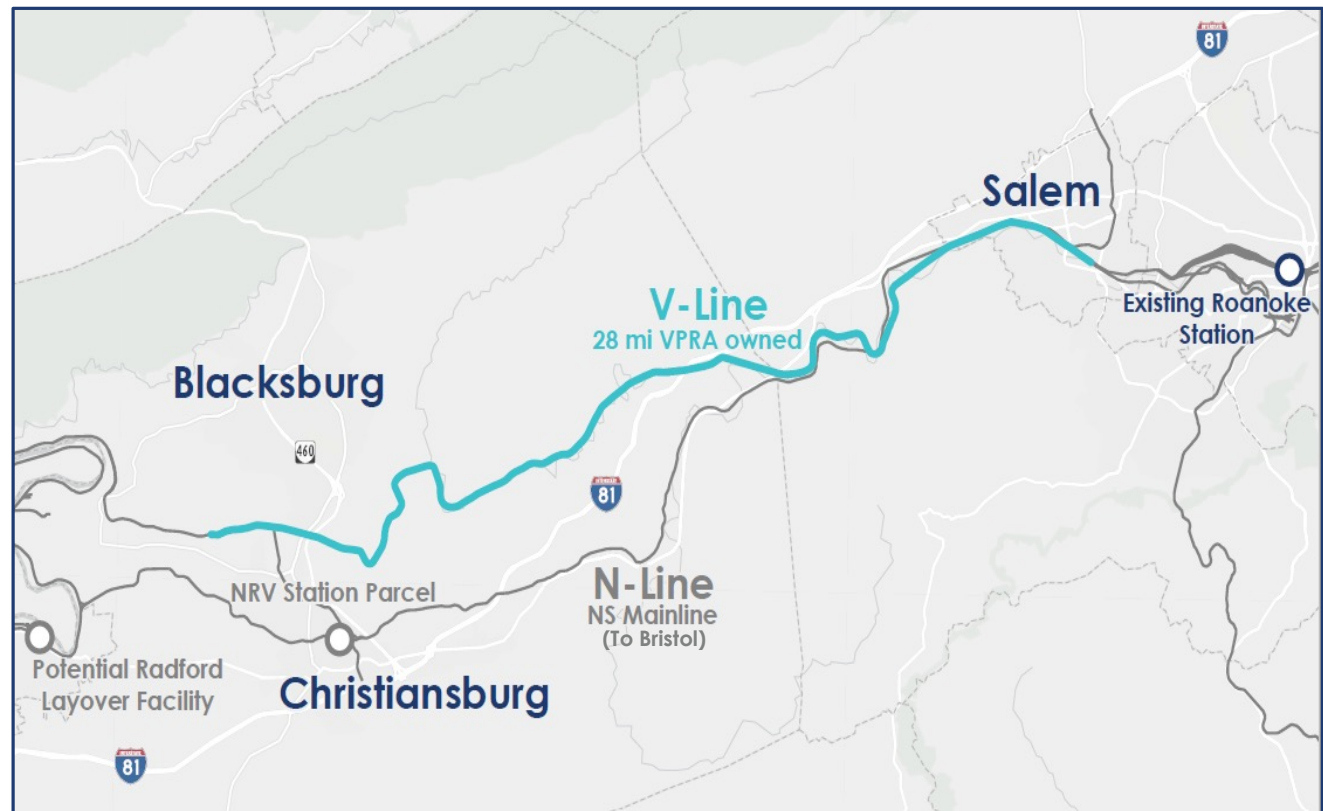 81
Salem
Existing Roanoke
Station
V-Line
28 mi VPRA owned
Blacksburg
460
81
NRV Station Parcel
N-Line
NS Mainline
(To Bristol)
Potential Radford
Layover Facility
Christiansburg
81